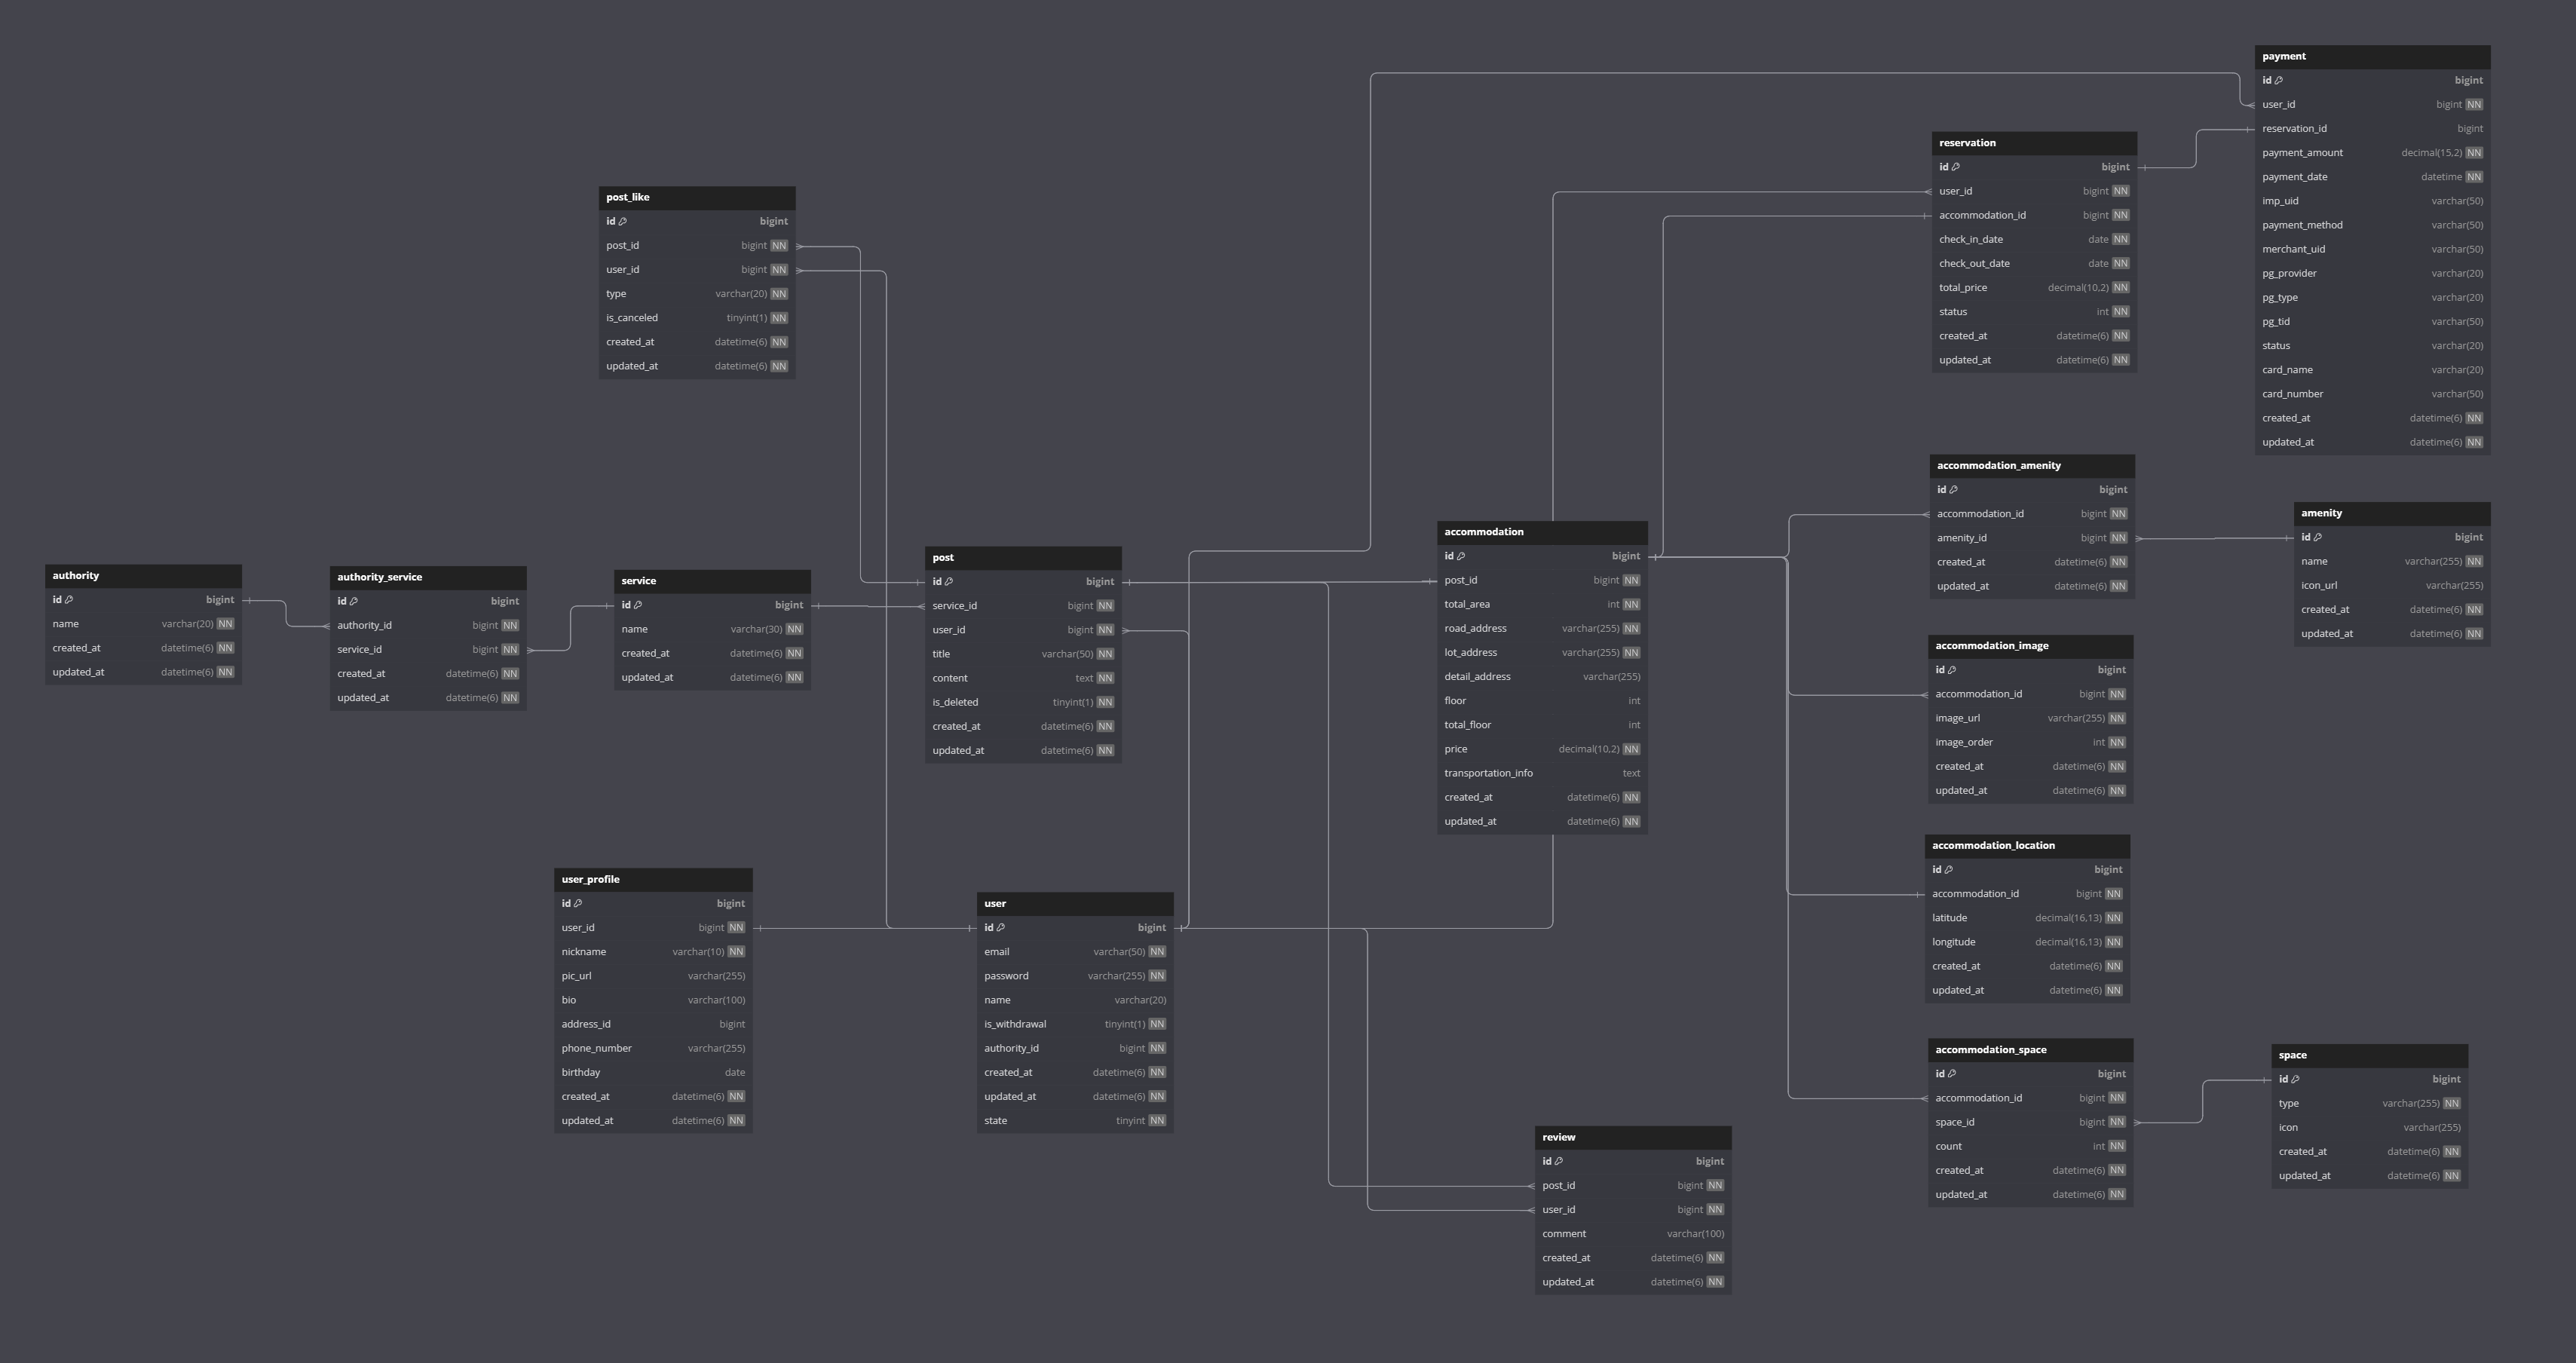 payment
id bigint
user_id bigint NN
reservation_id bigint
payment_amount decimal(15,2) NN
payment_date datetime NN
imp_uid varchar(50)
payment_method varchar(50)
merchant_uid varchar(50)
pg_provider varchar(20)
pg_type varchar(20)
pg_tid varchar(50)
status varchar(20)
card_name varchar(20)
card_number varchar(50)
created_at datetime(6) NN
updated_at datetime(6) NN
reservation
id bigint
user_id bigint NN
accommodation_id bigint NN
check_in_date date NN
check_out_date date NN
total_price decimal(10,2) NN
status int NN
created_at datetime(6) NN
updated_at datetime(6) NN
post_like
id bigint
post_id bigint NN
user_id bigint NN
type varchar(20) NN
is_canceled tinyint(1) NN
created_at datetime(6) NN
updated_at datetime(6) NN
accommodation_amenity
id bigint
accommodation_id bigint NN
amenity_id bigint NN
created_at datetime(6) NN
updated_at datetime(6) NN
amenity
id bigint
name varchar(255) NN
icon_url varchar(255)
created_at datetime(6) NN
updated_at datetime(6) NN
authority
id bigint
name varchar(20) NN
created_at datetime(6) NN
updated_at datetime(6) NN
authority_service
id bigint
authority_id bigint NN
service_id bigint NN
created_at datetime(6) NN
updated_at datetime(6) NN
service
id bigint
name varchar(30) NN
created_at datetime(6) NN
updated_at datetime(6) NN
post
id bigint
service_id bigint NN
user_id bigint NN
title varchar(50) NN
content text NN
is_deleted tinyint(1) NN
created_at datetime(6) NN
updated_at datetime(6) NN
accommodation
id bigint
post_id bigint NN
total_area int NN
road_address varchar(255) NN
lot_address varchar(255) NN
detail_address varchar(255)
floor int
total_floor int
price decimal(10,2) NN
transportation_info text
created_at datetime(6) NN
updated_at datetime(6) NN
accommodation_image
id bigint
accommodation_id bigint NN
image_url varchar(255) NN
image_order int NN
created_at datetime(6) NN
updated_at datetime(6) NN
accommodation_location
id bigint
accommodation_id bigint NN
latitude decimal(16,13) NN
longitude decimal(16,13) NN
created_at datetime(6) NN
updated_at datetime(6) NN
user_profile
id bigint
user_id bigint NN
nickname varchar(10) NN
pic_url varchar(255)
bio varchar(100)
address_id bigint
phone_number varchar(255)
birthday date
created_at datetime(6) NN
updated_at datetime(6) NN
user
id bigint
email varchar(50) NN
password varchar(255) NN
name varchar(20)
is_withdrawal tinyint(1) NN
authority_id bigint NN
created_at datetime(6) NN
updated_at datetime(6) NN
state tinyint NN
accommodation_space
id bigint
accommodation_id bigint NN
space_id bigint NN
count int NN
created_at datetime(6) NN
updated_at datetime(6) NN
space
id bigint
type varchar(255) NN
icon varchar(255)
created_at datetime(6) NN
updated_at datetime(6) NN
review
id bigint
post_id bigint NN
user_id bigint NN
comment varchar(100)
created_at datetime(6) NN
updated_at datetime(6) NN